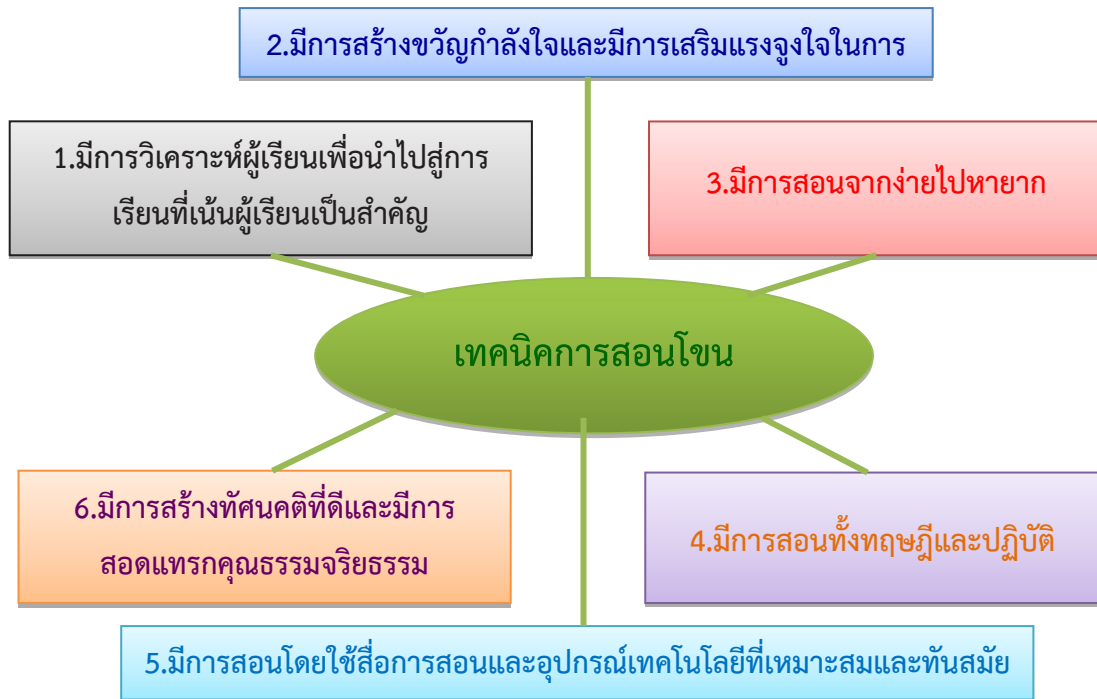 2.มีการสร้างขวัญกำลังใจและมีการเสริมแรงจูงใจในการ
1.มีการวิเคราะห์ผู้เรียนเพื่อนำไปสู่การ
เรียนที่เน้นผู้เรียนเป็นสำคัญ
3.มีการสอนจากง่ายไปหายาก
เทคนิคการสอนโขน
6.มีการสร้างทัศนคติที่ดีและมีการ
สอดแทรกคุณธรรมจริยธรรม
4.มีการสอนทั้งทฤษฎีและปฏิบัติ
5.มีการสอนโดยใช้สื่อการสอนและอุปกรณ์เทคโนโลยีที่เหมาะสมและทันสมัย